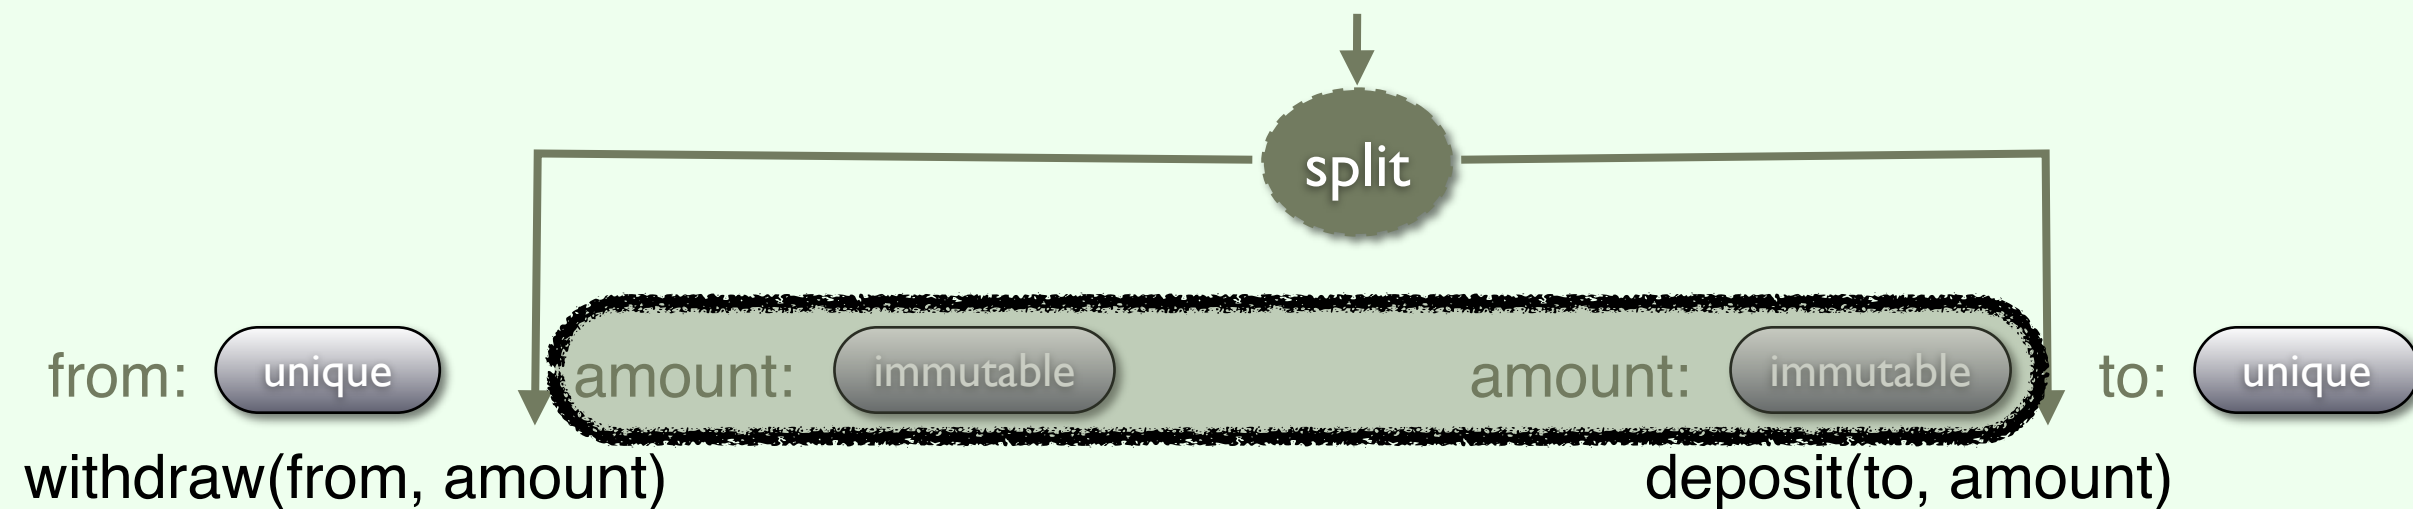 split
from: unique amount: immutable amount: immutable to: unique
withdraw(from, amount) deposit(to, amount)